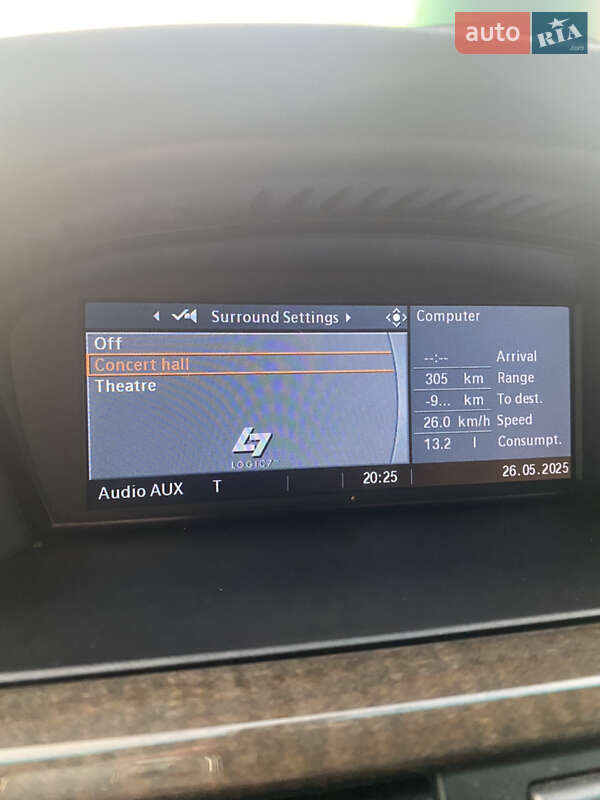 auto RIA .com
Surround Settings
Off
Concert hall
Theatre
LOGIC7
Audio AUX T 20:25
Computer
--:-- Arrival
305 km Range
-9... km To dest.
26.0 km/h Speed
13.2 l Consumpt.
26.05.2025